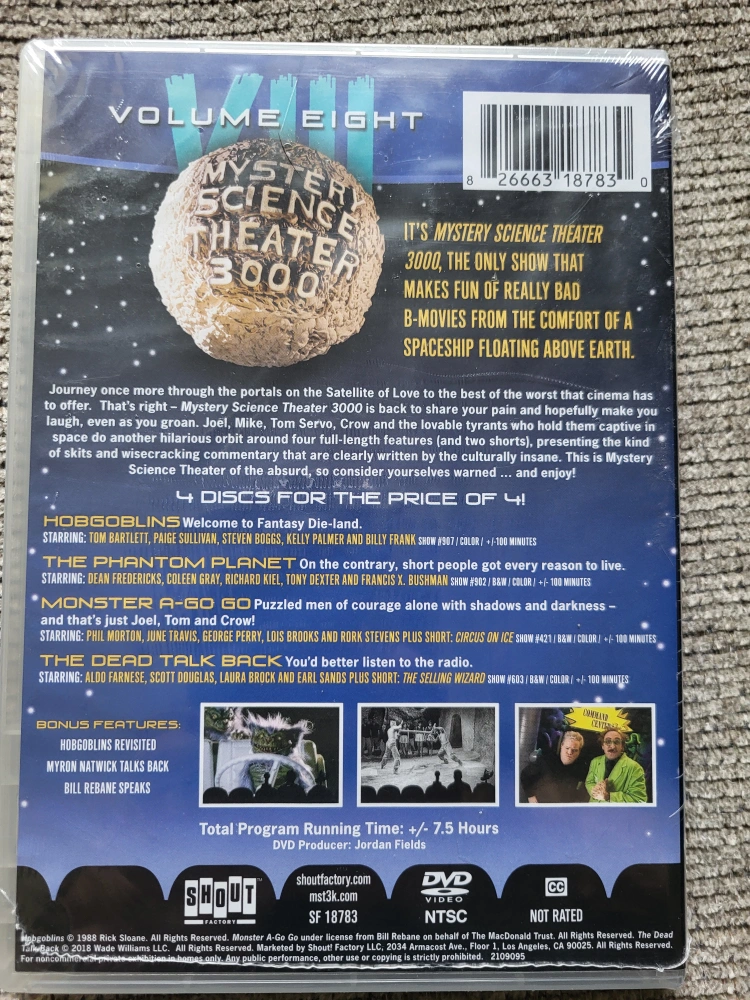 VIII
VOLUME EIGHT
8 26663 18783 0
MYSTERY
SCIENCE
THEATER
3000
IT'S MYSTERY SCIENCE THEATER
3000, THE ONLY SHOW THAT
MAKES FUN OF REALLY BAD
B-MOVIES FROM THE COMFORT OF A
SPACESHIP FLOATING ABOVE EARTH.
Journey once more through the portals on the Satellite of Love to the best of the worst that cinema has
to offer. That's right – Mystery Science Theater 3000 is back to share your pain and hopefully make you
laugh, even as you groan. Joel, Mike, Tom Servo, Crow and the lovable tyrants who hold them captive in
space do another hilarious orbit around four full-length features (and two shorts), presenting the kind
of skits and wisecracking commentary that are clearly written by the culturally insane. This is Mystery
Science Theater of the absurd, so consider yourselves warned ... and enjoy!
4 DISCS FOR THE PRICE OF 4!
HOBGOBLINS Welcome to Fantasy Die-land.
STARRING: TOM BARTLETT, PAIGE SULLIVAN, STEVEN BOGGS, KELLY PALMER AND BILLY FRANK SHOW #907 / COLOR / +/-100 MINUTES
THE PHANTOM PLANET On the contrary, short people got every reason to live.
STARRING: DEAN FREDERICKS, COLEEN GRAY, RICHARD KIEL, TONY DEXTER AND FRANCIS X. BUSHMAN SHOW #902 / B&W / COLOR / +/- 100 MINUTES
MONSTER A-GO GO Puzzled men of courage alone with shadows and darkness –
and that's just Joel, Tom and Crow!
STARRING: PHIL MORTON, JUNE TRAVIS, GEORGE PERRY, LOIS BROOKS AND RORK STEVENS PLUS SHORT: CIRCUS ON ICE SHOW #421 / B&W / COLOR / +/- 100 MINUTES
THE DEAD TALK BACK You'd better listen to the radio.
STARRING: ALDO FARNESE, SCOTT DOUGLAS, LAURA BROCK AND EARL SANDS PLUS SHORT: THE SELLING WIZARD SHOW #603 / B&W / COLOR / +/- 100 MINUTES
BONUS FEATURES:
HOBGOBLINS REVISITED
MYRON NATWICK TALKS BACK
BILL REBANE SPEAKS
COMMAND
CENTER
Total Program Running Time: +/- 7.5 Hours
DVD Producer: Jordan Fields
SHOUT!
FACTORY
shoutfactory.com
mst3k.com
SF 18783
DVD
VIDEO
NTSC
CC
NOT RATED
Hobgoblins © 1988 Rick Sloane. All Rights Reserved. Monster A-Go Go under license from Bill Rebane on behalf of The MacDonald Trust. All Rights Reserved. The Dead
Talk Back © 2018 Wade Williams LLC. All Rights Reserved. Marketed by Shout! Factory LLC, 2034 Armacost Ave., Floor 1, Los Angeles, CA 90025. All Rights Reserved.
For noncommercial private exhibition in homes only. Any public performance, other use or copying is strictly prohibited. 2109095